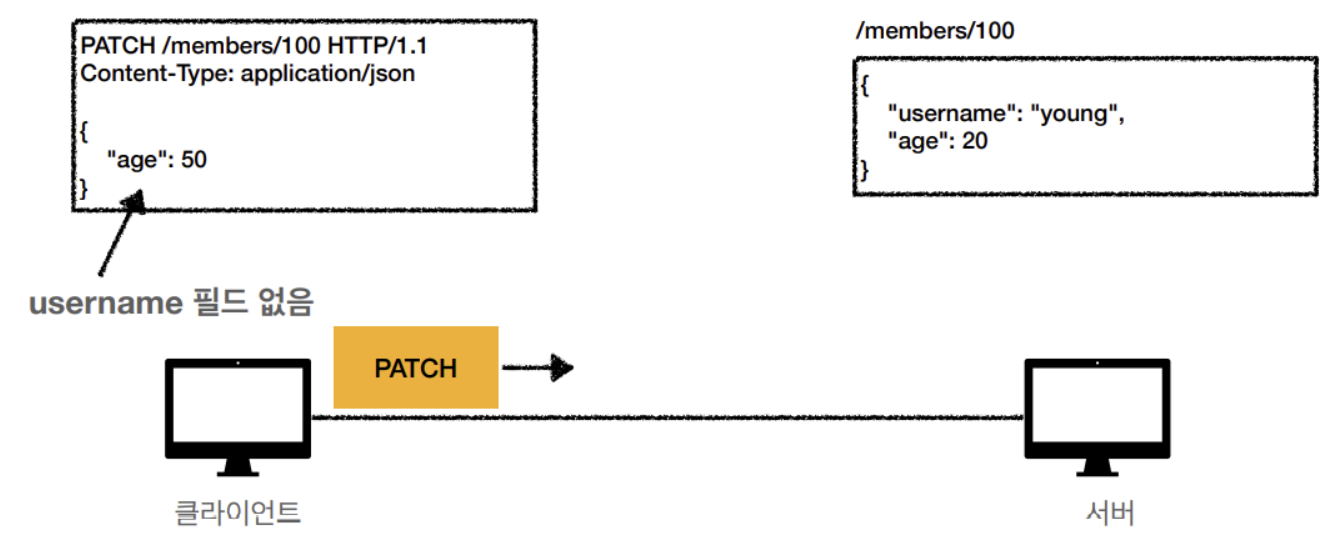 PATCH /members/100 HTTP/1.1
Content-Type: application/json
{
"age": 50
}
username 필드 없음
/members/100
{
"username": "young",
"age": 20
}
PATCH
클라이언트
서버